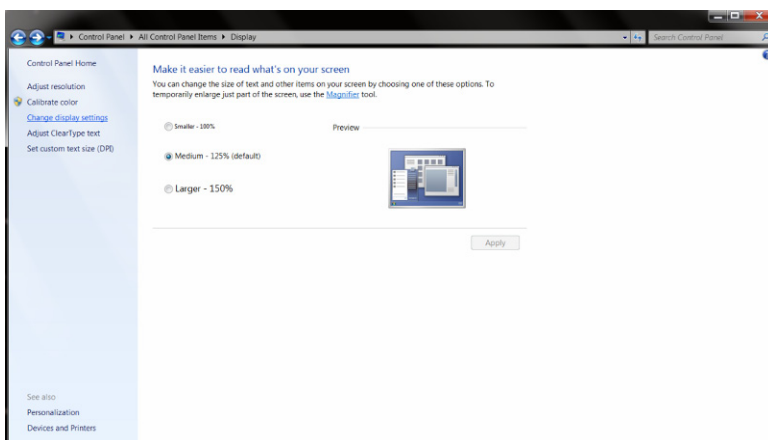 Control Panel ▸ All Control Panel Items ▸ Display
Search Control Panel
Control Panel Home
Adjust resolution
Calibrate color
Change display settings
Adjust ClearType text
Set custom text size (DPI)
Make it easier to read what's on your screen
You can change the size of text and other items on your screen by choosing one of these options. To
temporarily enlarge just part of the screen, use the Magnifier tool.
Smaller - 100%
Preview
Medium - 125% (default)
Larger - 150%
Apply
See also
Personalization
Devices and Printers